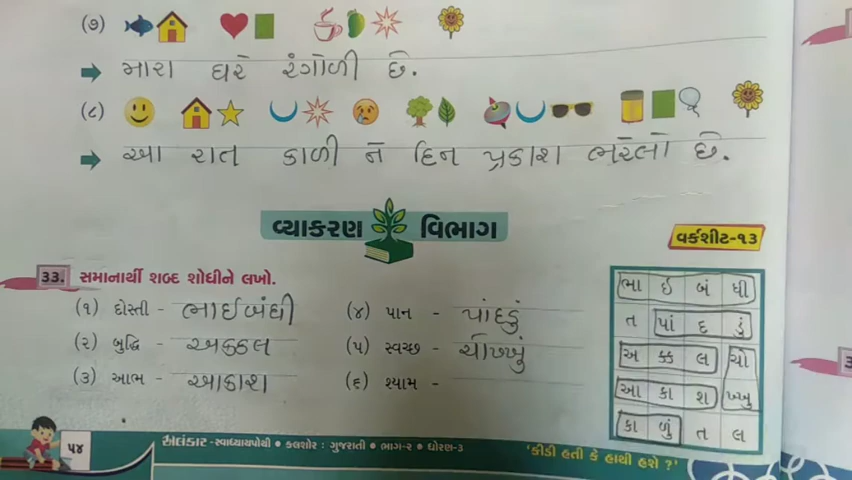 (૭)
મારા ઘરે રંગોળી છે.
(૮)
આ રાત કાળી ને દિન પ્રકાશ ભરેલો છે.
વ્યાકરણ વિભાગ
વર્કશીટ-૧૩
33. સમાનાર્થી શબ્દ શોધીને લખો.
(૧) દોસ્તી - ભાઈબંધી (૪) પાન - પાંદડું
(૨) બુદ્ધિ - અક્કલ (૫) સ્વચ્છ - ચોખ્ખું
(૩) આભ - આકાશ (૬) શ્યામ -
ભા ઈ બં ધી
ત પાં દ ડું
અ ક્ક લ ચો
આ કા શ ખ્ખુ
કા ળું ત લ
૫૪
અલંકાર -સ્વાધ્યાયપોથી • કલશોર : ગુજરાતી • ભાગ-૨ • ધોરણ-૩
'કીડી હતી કે હાથી હશે ?'